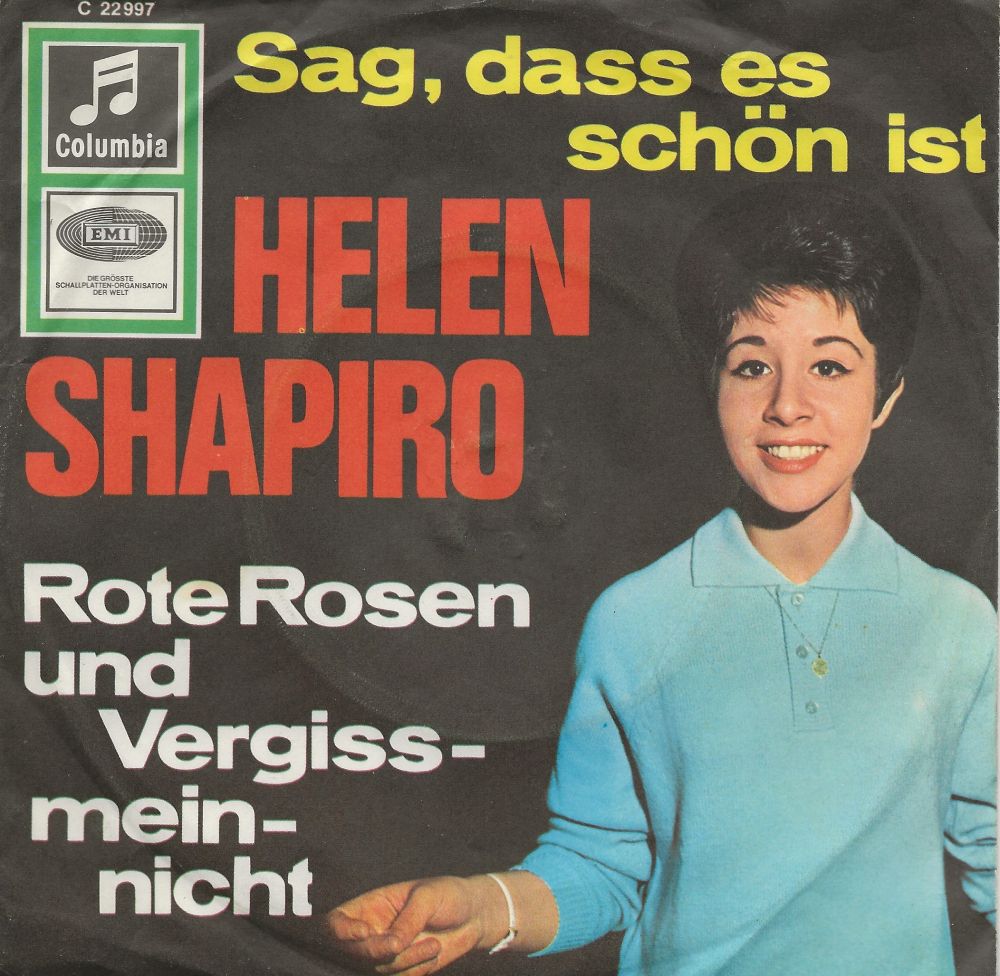 C 22997
Columbia
EMI
DIE GRÖSSTE
SCHALLPLATTEN-ORGANISATION
DER WELT
Sag, dass es
schön ist
HELEN
SHAPIRO
Rote Rosen
und
Vergiss-
mein-
nicht